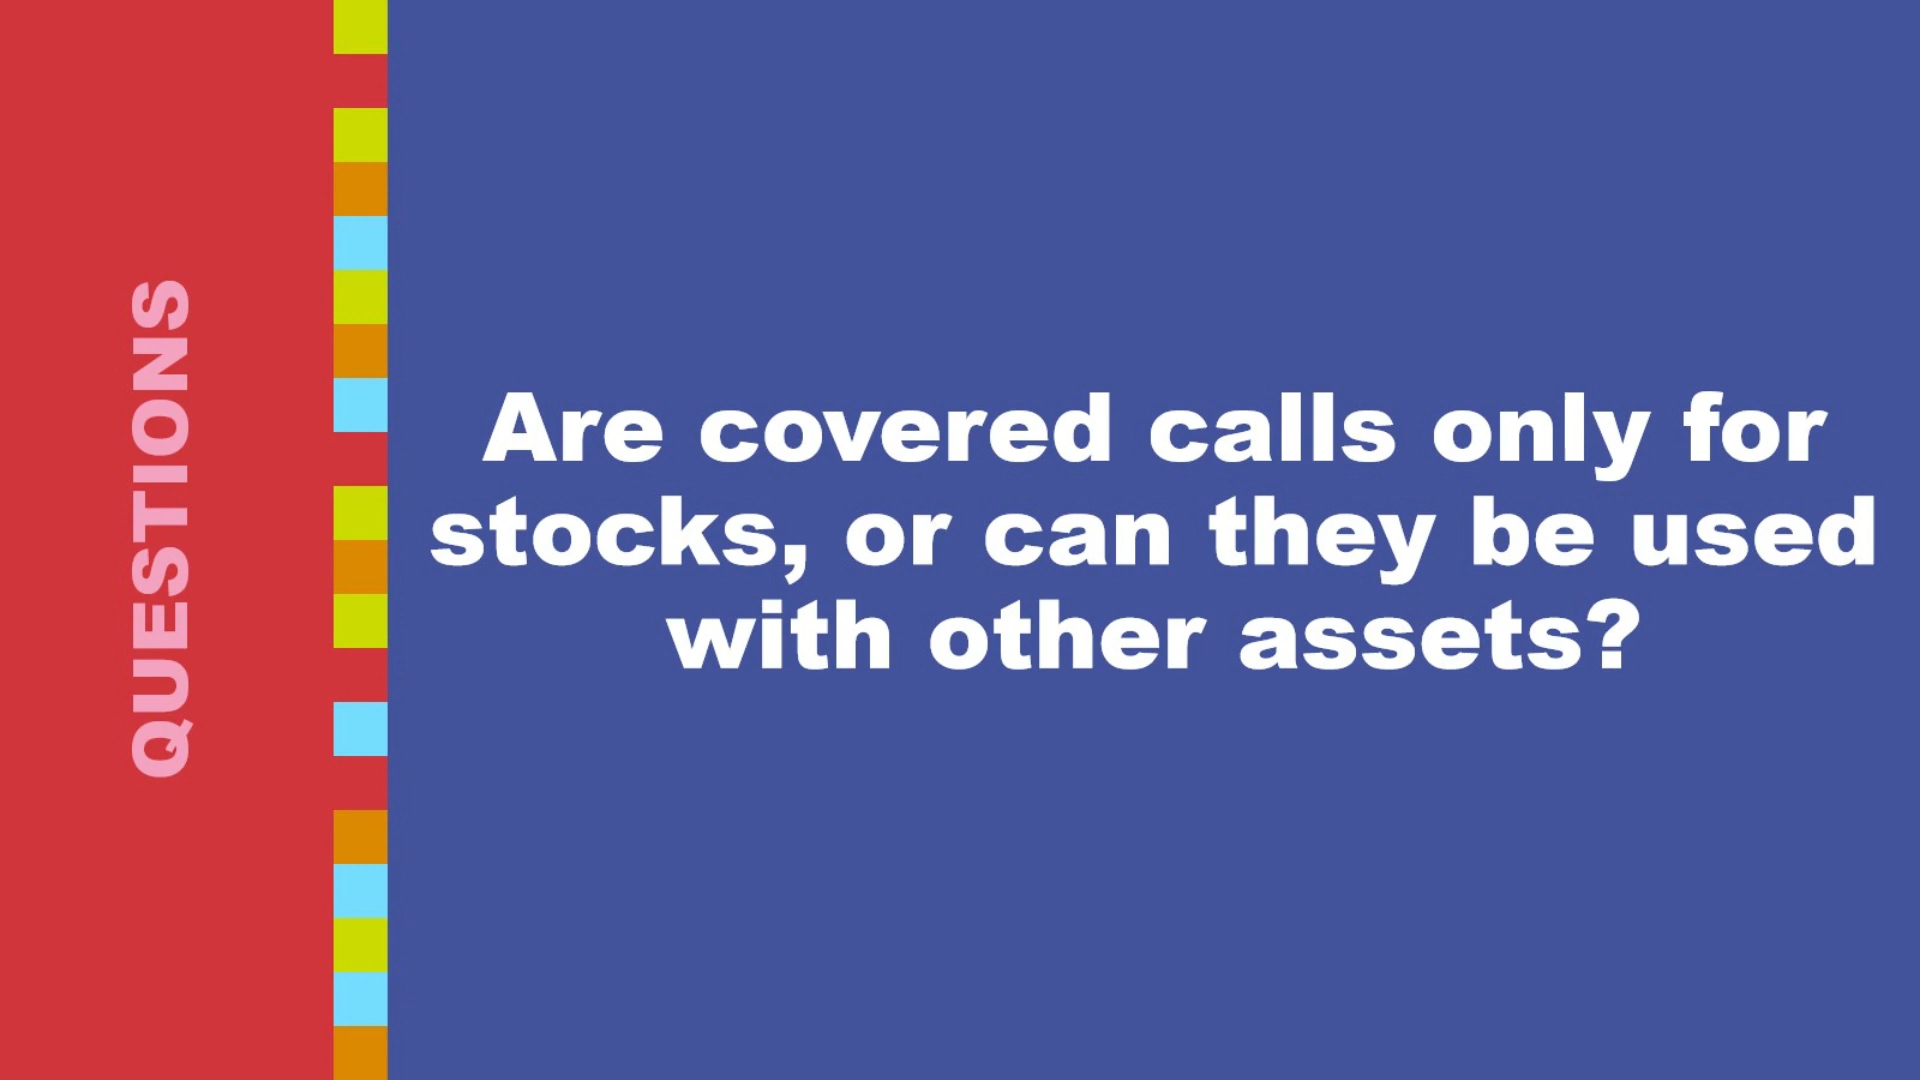 QUESTIONS
Are covered calls only for
stocks, or can they be used
with other assets?